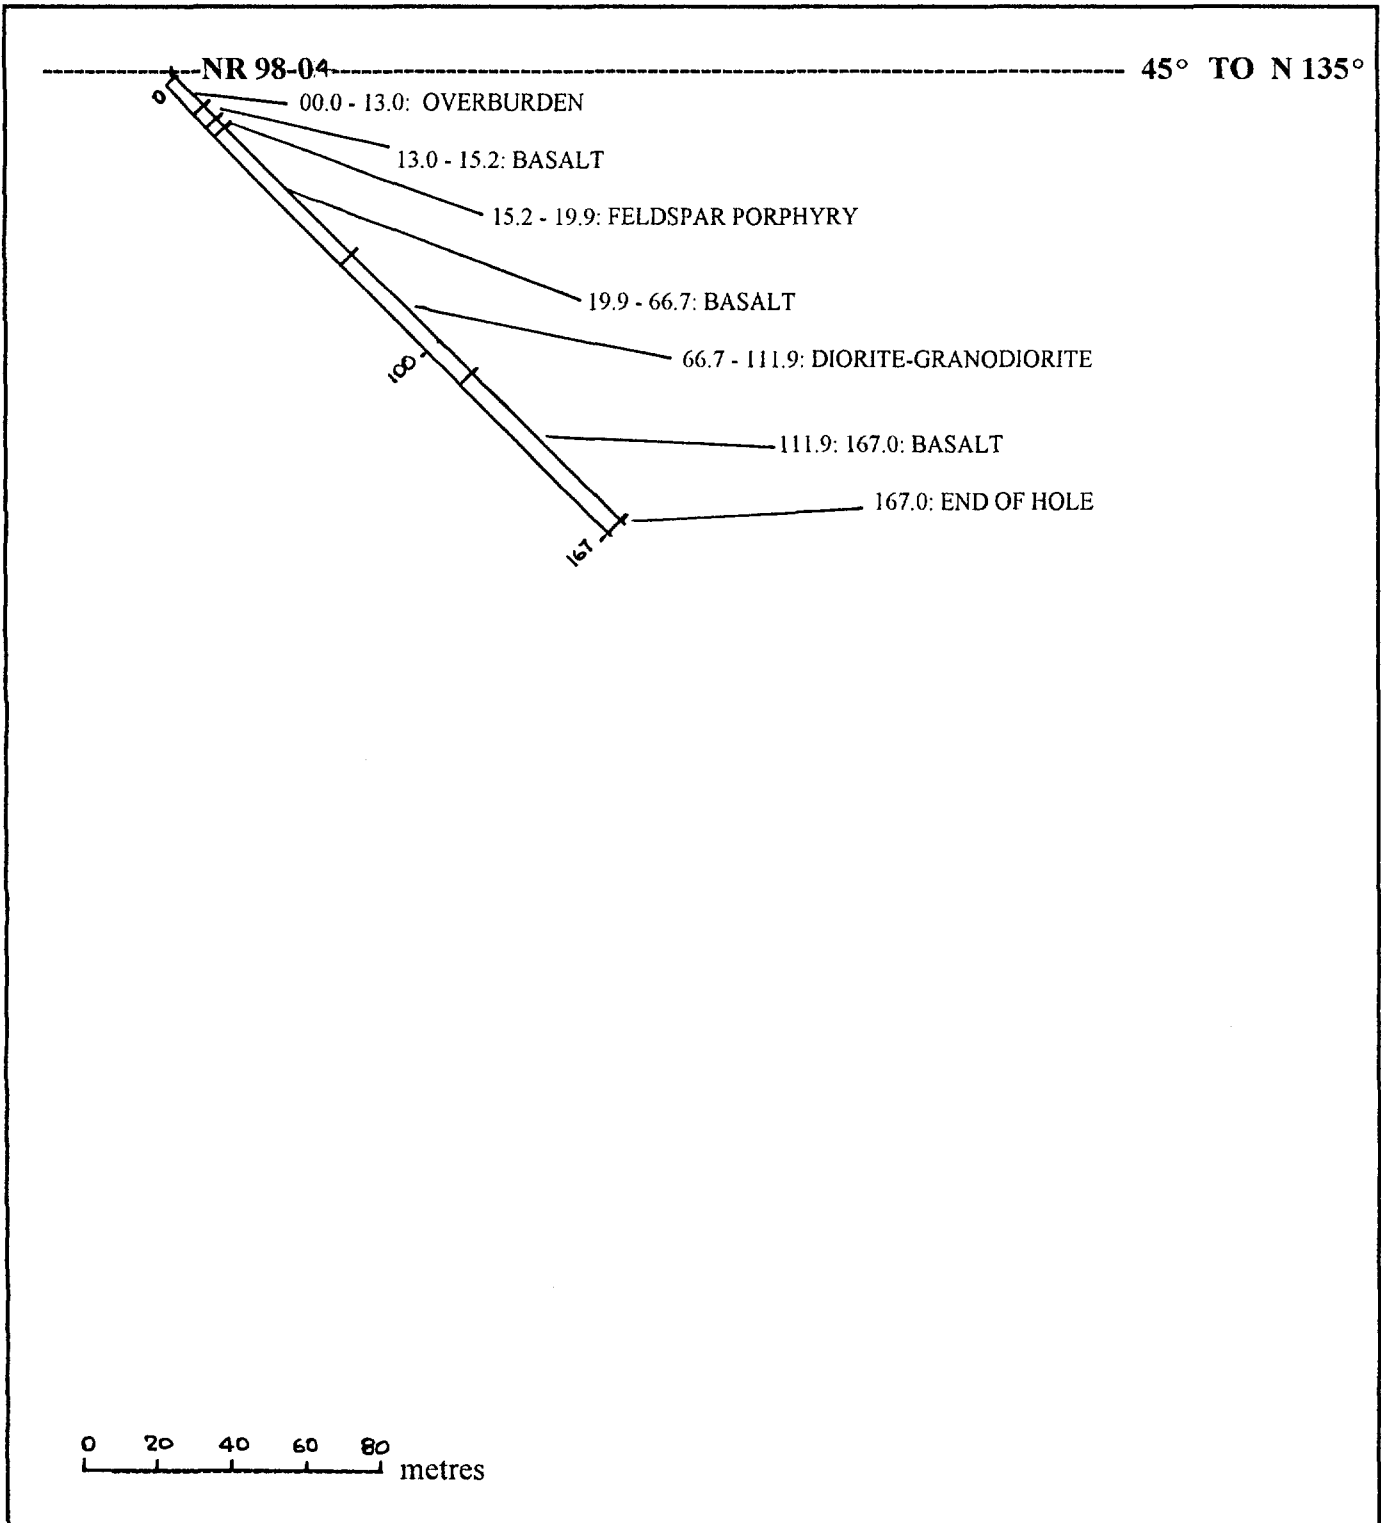 NR 98-04 45° TO N 135°
0
00.0 - 13.0: OVERBURDEN
13.0 - 15.2: BASALT
15.2 - 19.9: FELDSPAR PORPHYRY
19.9 - 66.7: BASALT
66.7 - 111.9: DIORITE-GRANODIORITE
100
111.9: 167.0: BASALT
167.0: END OF HOLE
167
0 20 40 60 80
metres